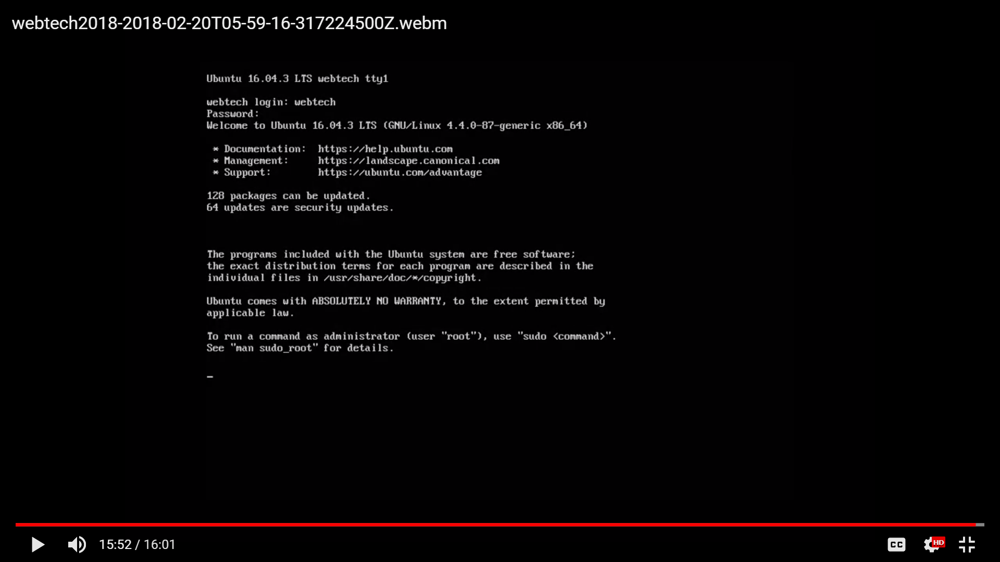 webtech2018-2018-02-20T05-59-16-317224500Z.webm
Ubuntu 16.04.3 LTS webtech tty1
webtech login: webtech
Password:
Welcome to Ubuntu 16.04.3 LTS (GNU/Linux 4.4.0-87-generic x86_64)
* Documentation:  https://help.ubuntu.com
* Management:     https://landscape.canonical.com
* Support:        https://ubuntu.com/advantage
128 packages can be updated.
64 updates are security updates.
The programs included with the Ubuntu system are free software;
the exact distribution terms for each program are described in the
individual files in /usr/share/doc/*/copyright.
Ubuntu comes with ABSOLUTELY NO WARRANTY, to the extent permitted by
applicable law.
To run a command as administrator (user "root"), use "sudo <command>".
See "man sudo_root" for details.
_
15:52 / 16:01
CC
HD